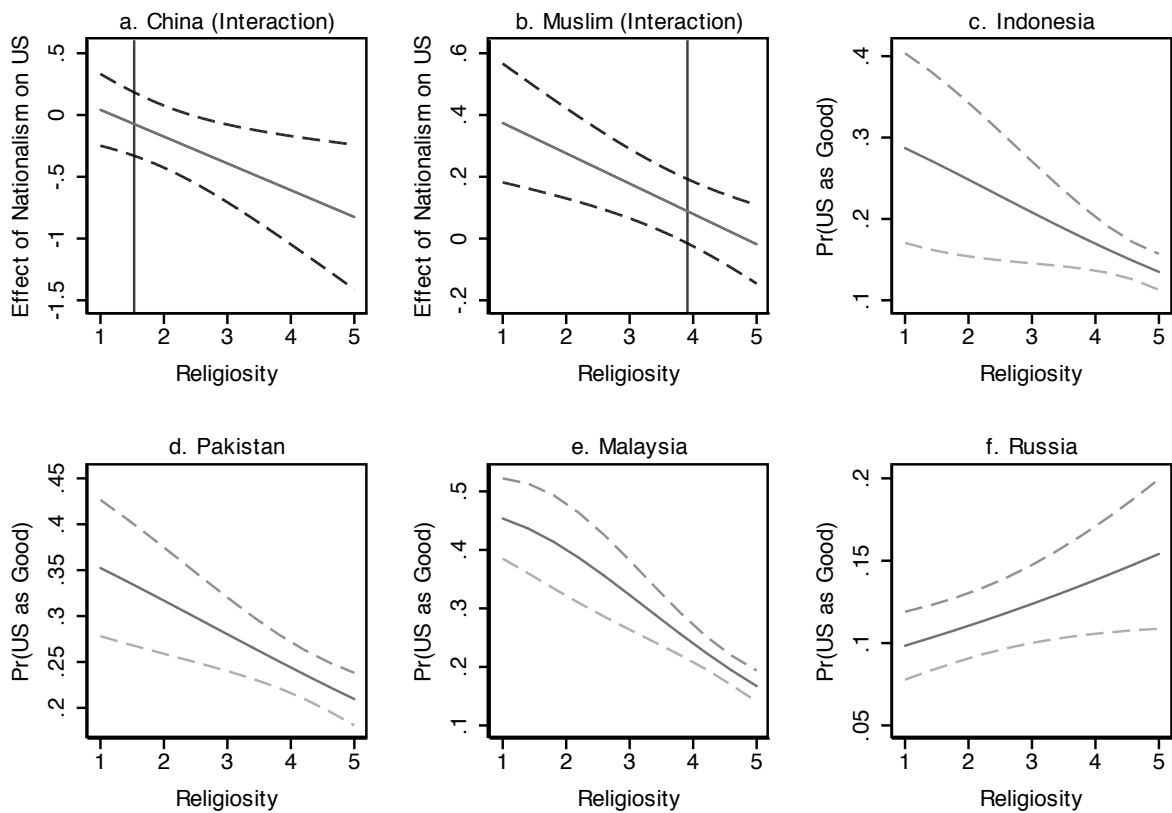 a. China (Interaction)
Effect of Nationalism on US
.5
0
-.5
-1
-1.5
1 2 3 4 5
Religiosity
b. Muslim (Interaction)
Effect of Nationalism on US
.6
.4
.2
0
-.2
1 2 3 4 5
Religiosity
c. Indonesia
Pr(US as Good)
.4
.3
.2
.1
1 2 3 4 5
Religiosity
d. Pakistan
Pr(US as Good)
.45
.4
.35
.3
.25
.2
1 2 3 4 5
Religiosity
e. Malaysia
Pr(US as Good)
.5
.4
.3
.2
.1
1 2 3 4 5
Religiosity
f. Russia
Pr(US as Good)
.2
.15
.1
.05
1 2 3 4 5
Religiosity